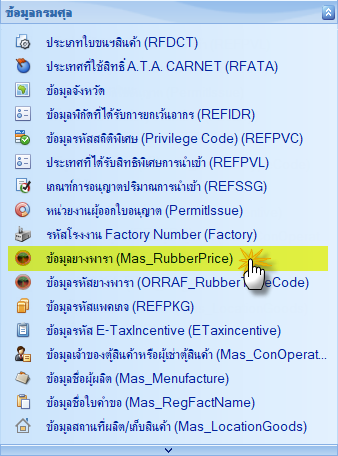 ข้อมูลกรมศุล
ประเภทใบขนสินค้า (RFDCT)
ประเทศที่ใช้สิทธิ์ A.T.A. CARNET (RFATA)
ข้อมูลจังหวัด
ข้อมูลพิกัดที่ได้รับการยกเว้นอากร (REFIDR)
ข้อมูลรหัสสถิติพิเศษ (Privilege Code) (REFPVC)
ประเทศที่ได้รับสิทธิพิเศษการนำเข้า (REFPVL)
เกณฑ์การอนุญาตปริมาณการนำเข้า (REFSSG)
หน่วยงานผู้ออกใบอนุญาต (PermitIssue)
รหัสโรงงาน Factory Number (Factory)
ข้อมูลยางพารา (Mas_RubberPrice)
ข้อมูลรหัสยางพารา (ORRAF_RubberT eCode)
ข้อมูลรหัสแพคเกจ (REFPKG)
ข้อมูลรหัส E-TaxIncentive (ETaxincentive)
ข้อมูลเจ้าของตู้สินค้าหรือผู้เช่าตู้สินค้า (Mas_ConOperat...
ข้อมูลชื่อผู้ผลิต (Mas_Menufacture)
ข้อมูลชื่อใบคำขอ (Mas_RegFactName)
ข้อมูลสถานที่ผลิต/เก็บสินค้า (Mas_LocationGoods)